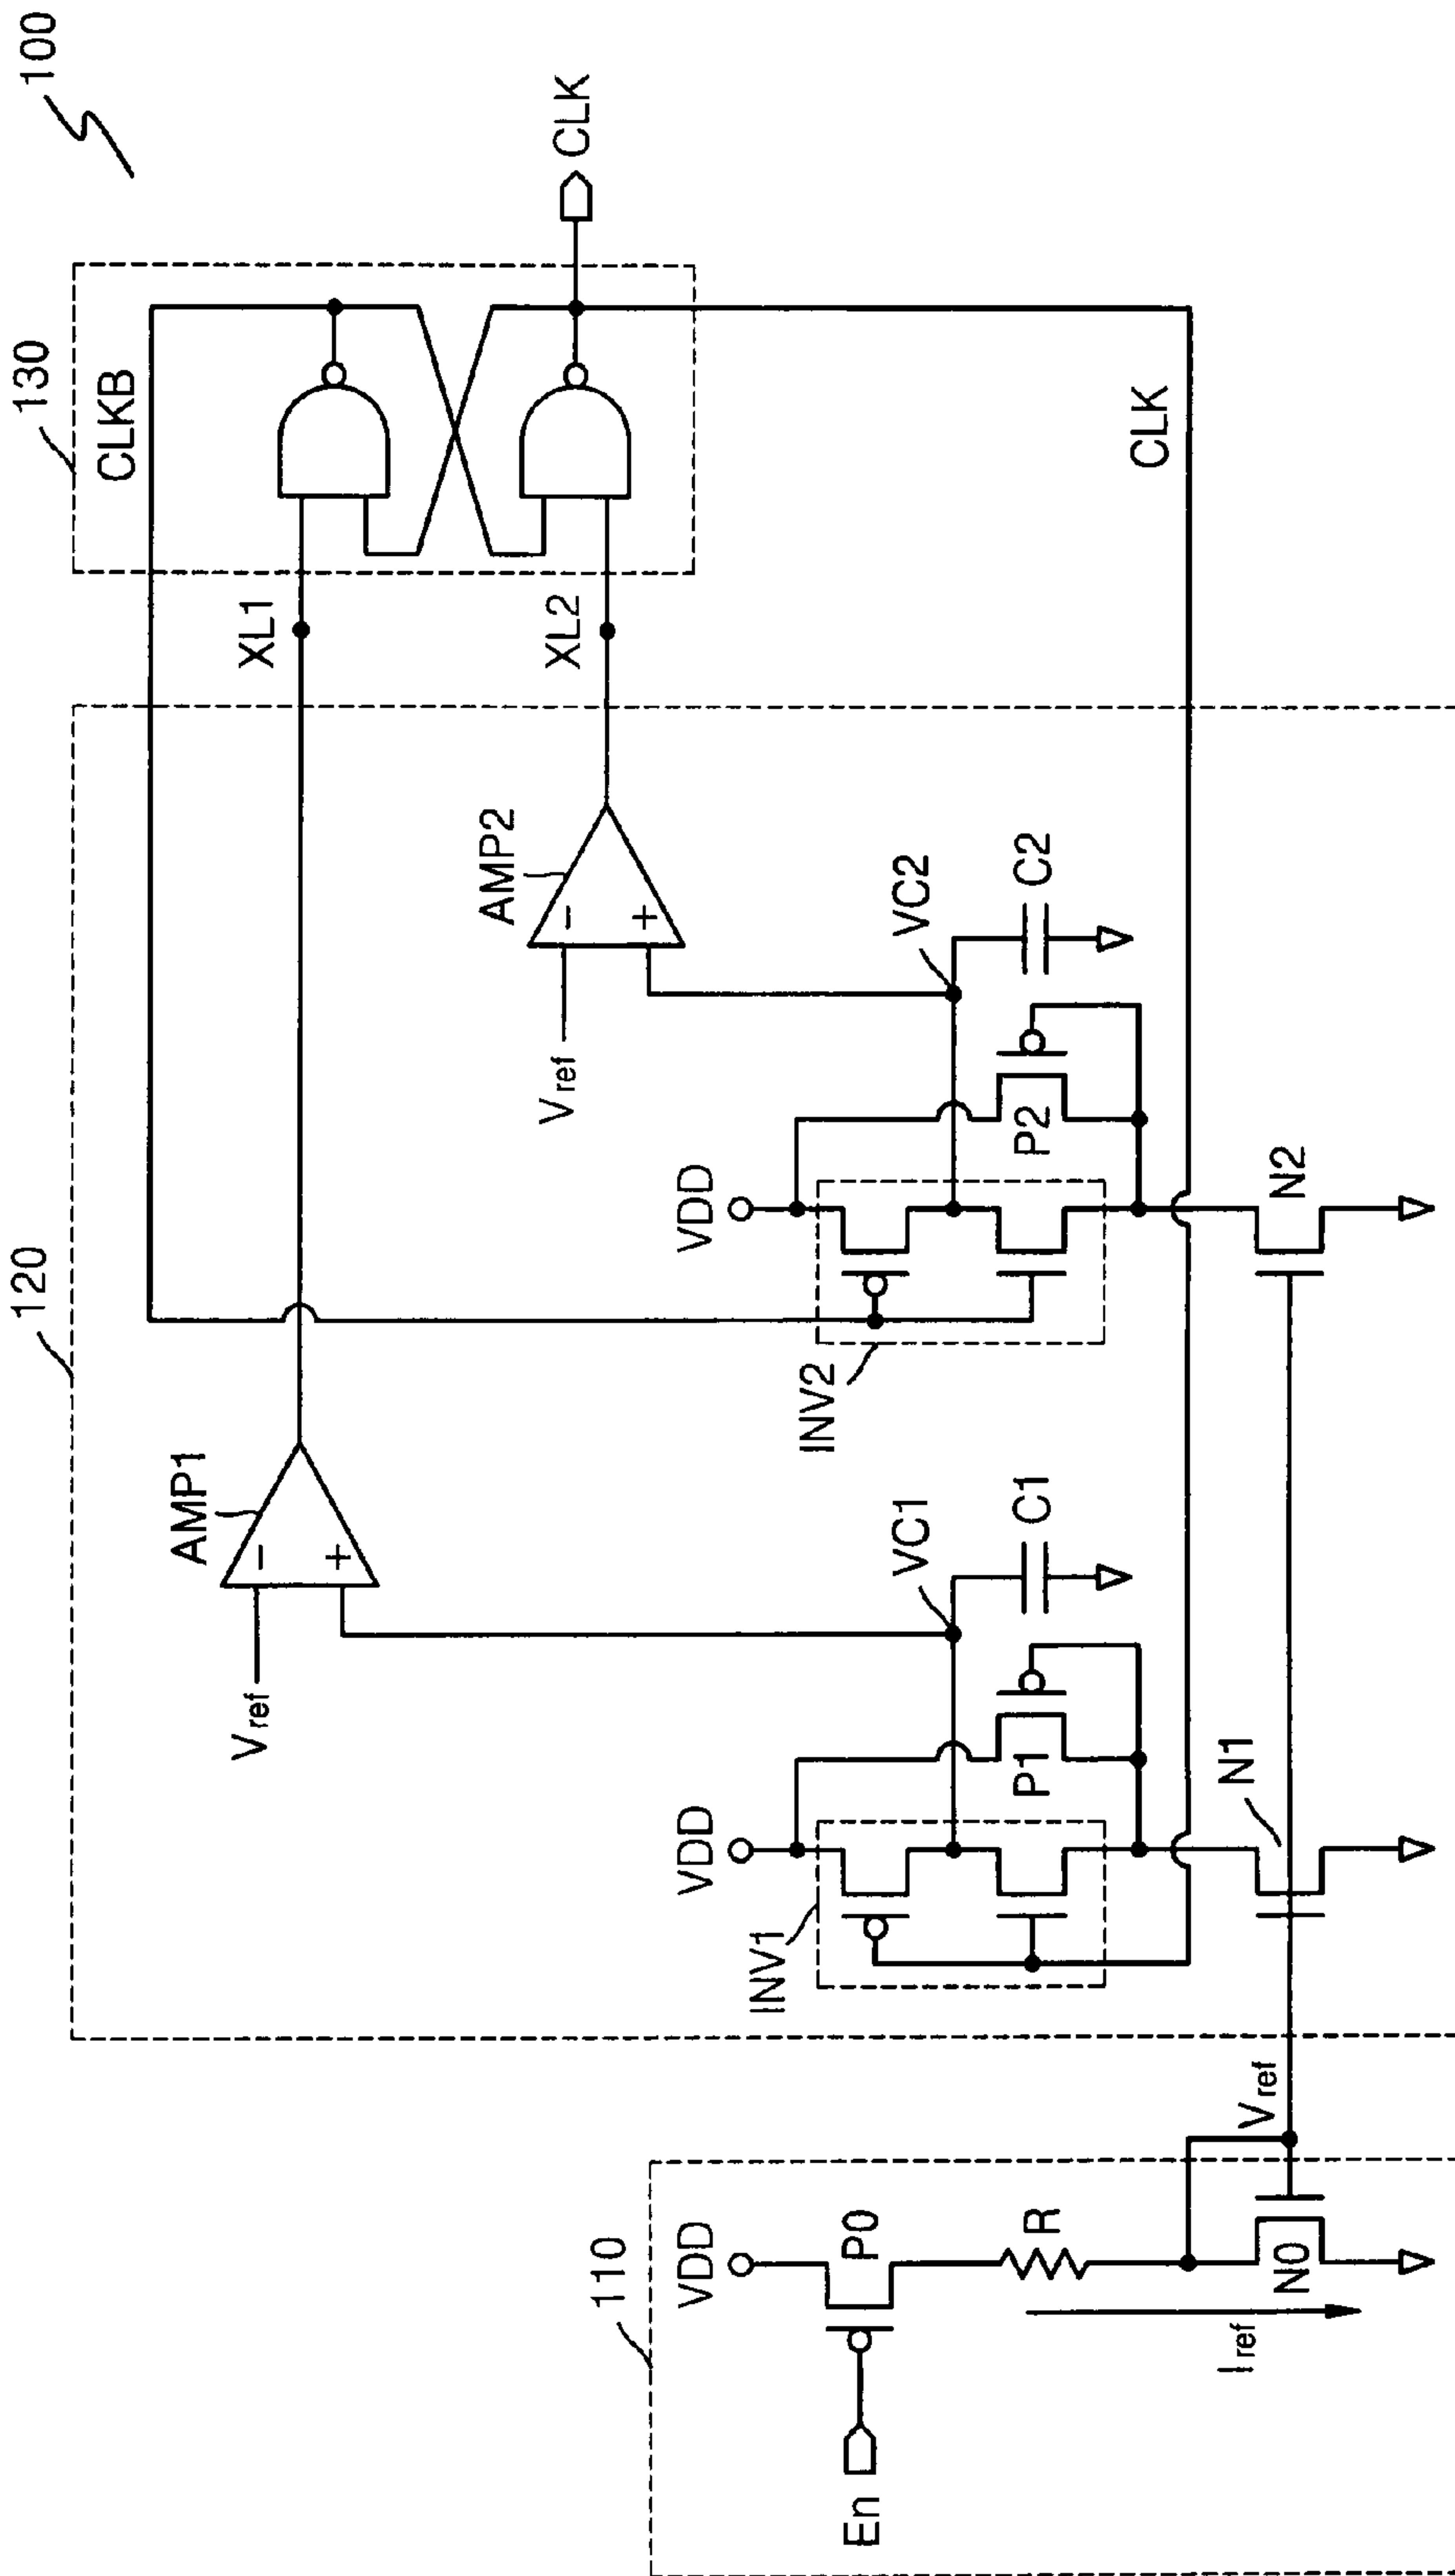 100
130
CLKB
CLK
XL1
XL2
CLK
120
AMP1
Vref
AMP2
Vref
VC1
C1
VC2
C2
VDD
VDD
P1
P2
INV1
INV2
N1
N2
110
VDD
En
P0
R
N0
Iref
Vref